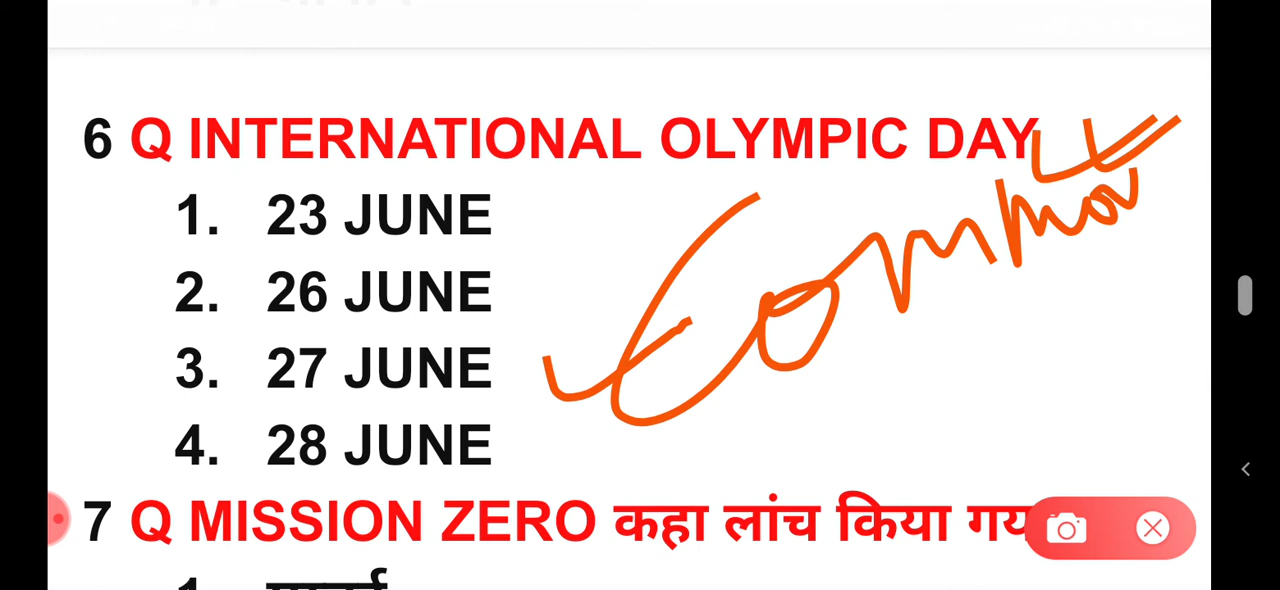 6 Q INTERNATIONAL OLYMPIC DAY
1. 23 JUNE
2. 26 JUNE
3. 27 JUNE
4. 28 JUNE
7 Q MISSION ZERO कहा लांच किया गय
1.